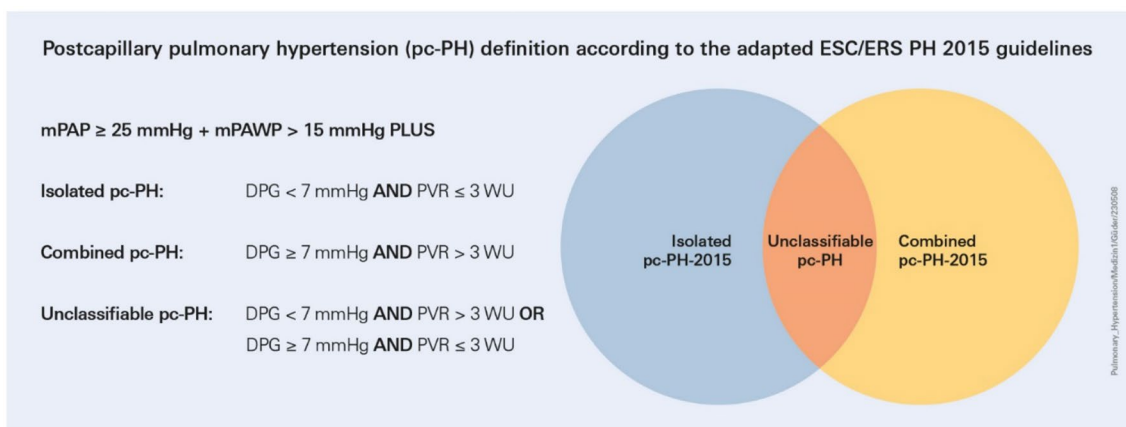 Postcapillary pulmonary hypertension (pc-PH) definition according to the adapted ESC/ERS PH 2015 guidelines
mPAP ≥ 25 mmHg + mPAWP > 15 mmHg PLUS
Isolated pc-PH: DPG < 7 mmHg AND PVR ≤ 3 WU
Combined pc-PH: DPG ≥ 7 mmHg AND PVR > 3 WU
Unclassifiable pc-PH: DPG < 7 mmHg AND PVR > 3 WU OR
DPG ≥ 7 mmHg AND PVR ≤ 3 WU
Isolated
pc-PH-2015
Unclassifiable
pc-PH
Combined
pc-PH-2015
Pulmonary_Hypertension/Medizin1/Güder/230508